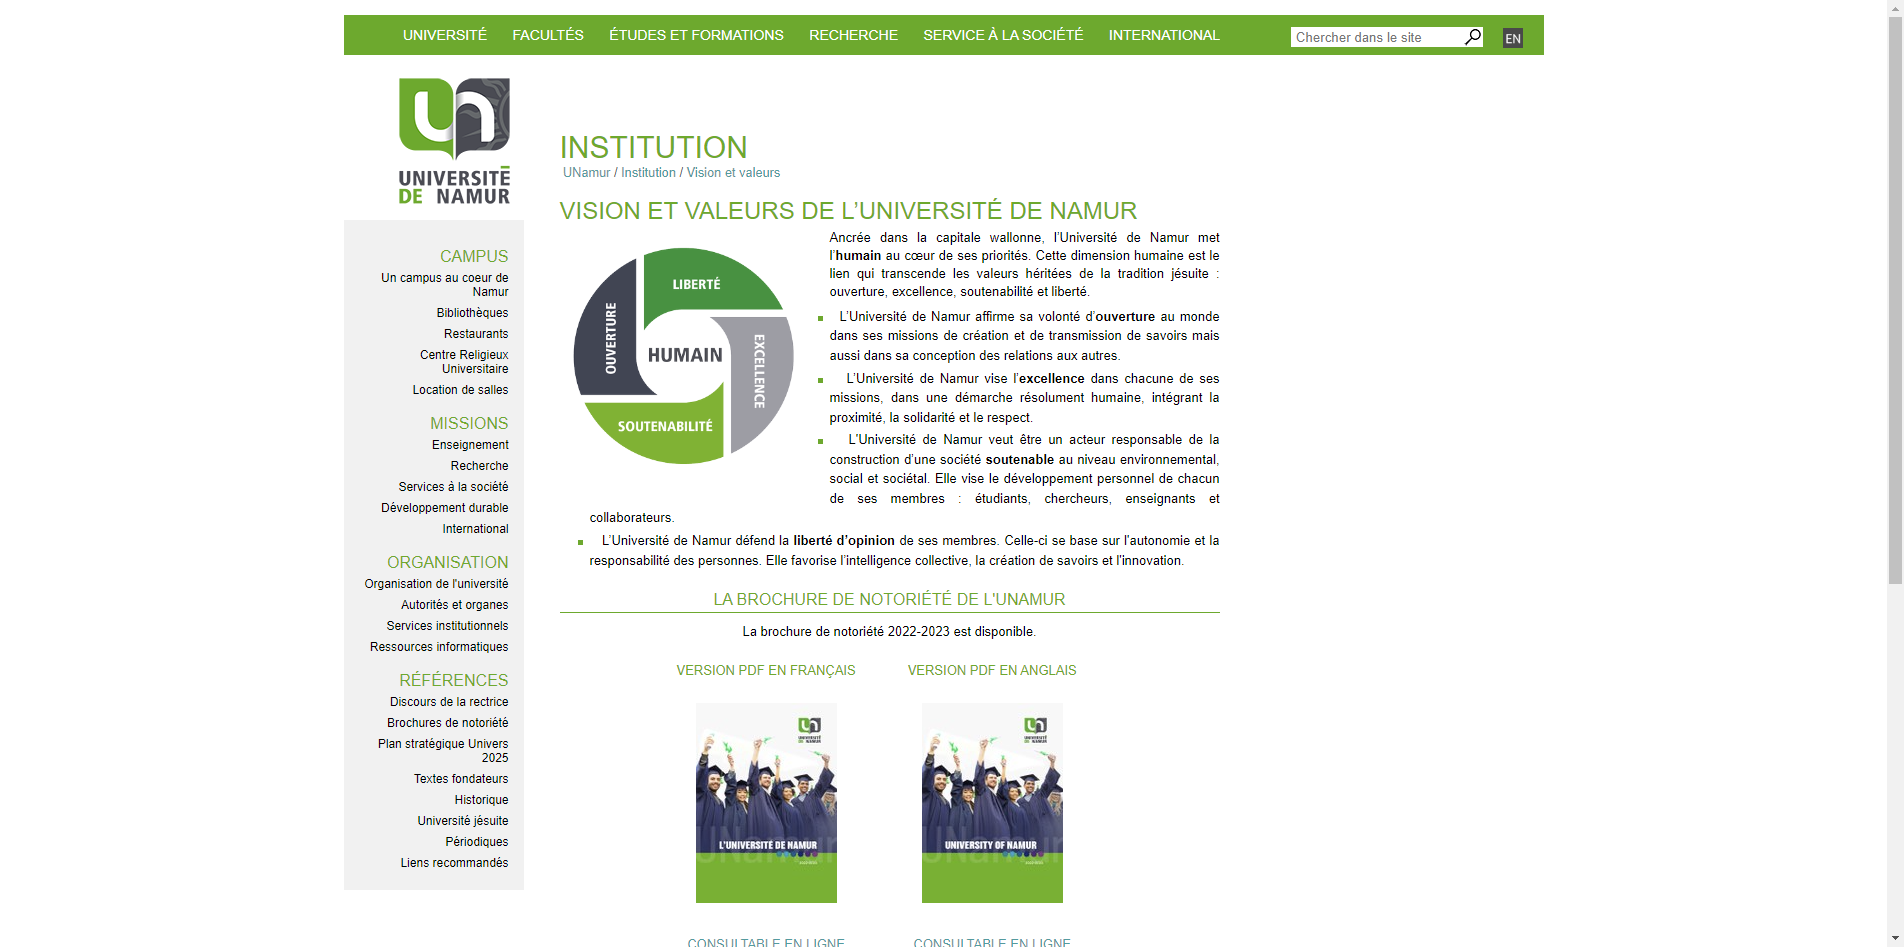 UNIVERSITÉ FACULTÉS ÉTUDES ET FORMATIONS RECHERCHE SERVICE À LA SOCIÉTÉ INTERNATIONAL Chercher dans le site EN
UNIVERSITÉ
DE NAMUR
CAMPUS
Un campus au coeur de
Namur
Bibliothèques
Restaurants
Centre Religieux
Universitaire
Location de salles
MISSIONS
Enseignement
Recherche
Services à la société
Développement durable
International
ORGANISATION
Organisation de l'université
Autorités et organes
Services institutionnels
Ressources informatiques
RÉFÉRENCES
Discours de la rectrice
Brochures de notoriété
Plan stratégique Univers
2025
Textes fondateurs
Historique
Université jésuite
Périodiques
Liens recommandés
INSTITUTION
UNamur / Institution / Vision et valeurs
VISION ET VALEURS DE L’UNIVERSITÉ DE NAMUR
LIBERTÉ
OUVERTURE
HUMAIN
EXCELLENCE
SOUTENABILITÉ
Ancrée dans la capitale wallonne, l’Université de Namur met
l’humain au cœur de ses priorités. Cette dimension humaine est le
lien qui transcende les valeurs héritées de la tradition jésuite :
ouverture, excellence, soutenabilité et liberté.
L’Université de Namur affirme sa volonté d’ouverture au monde
dans ses missions de création et de transmission de savoirs mais
aussi dans sa conception des relations aux autres.
L’Université de Namur vise l’excellence dans chacune de ses
missions, dans une démarche résolument humaine, intégrant la
proximité, la solidarité et le respect.
L’Université de Namur veut être un acteur responsable de la
construction d’une société soutenable au niveau environnemental,
social et sociétal. Elle vise le développement personnel de chacun
de ses membres : étudiants, chercheurs, enseignants et
collaborateurs.
L’Université de Namur défend la liberté d’opinion de ses membres. Celle-ci se base sur l’autonomie et la
responsabilité des personnes. Elle favorise l’intelligence collective, la création de savoirs et l’innovation.
LA BROCHURE DE NOTORIÉTÉ DE L'UNAMUR
La brochure de notoriété 2022-2023 est disponible.
VERSION PDF EN FRANÇAIS VERSION PDF EN ANGLAIS
UNIVERSITÉ
DE NAMUR
UNamur
L'UNIVERSITÉ DE NAMUR
UNIVERSITÉ
DE NAMUR
UNamur
UNIVERSITY OF NAMUR
CONSULTABLE EN LIGNE CONSULTABLE EN LIGNE